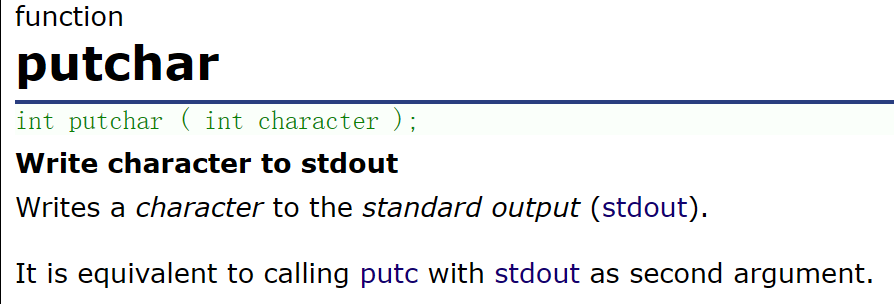 function
putchar
int putchar ( int character );
Write character to stdout
Writes a character to the standard output (stdout).
It is equivalent to calling putc with stdout as second argument.